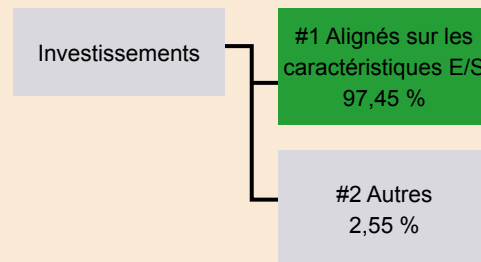 Investissements
#1 Alignés sur les
caractéristiques E/S
97,45 %
#2 Autres
2,55 %